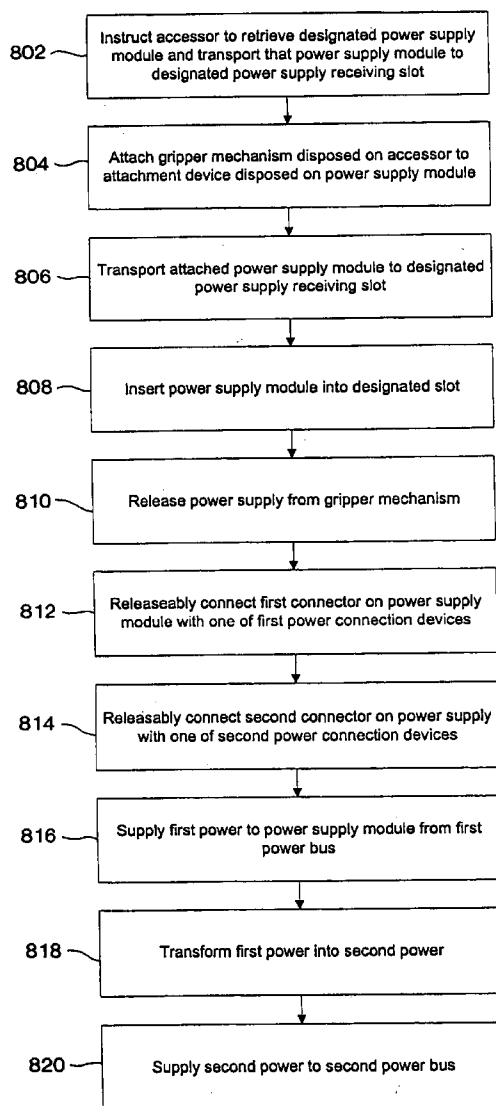 802
Instruct accessor to retrieve designated power supply
module and transport that power supply module to
designated power supply receiving slot
804
Attach gripper mechanism disposed on accessor to
attachment device disposed on power supply module
806
Transport attached power supply module to designated
power supply receiving slot
808
Insert power supply module into designated slot
810
Release power supply from gripper mechanism
812
Releaseably connect first connector on power supply
module with one of first power connection devices
814
Releasably connect second connector on power supply
with one of second power connection devices
816
Supply first power to power supply module from first
power bus
818
Transform first power into second power
820
Supply second power to second power bus